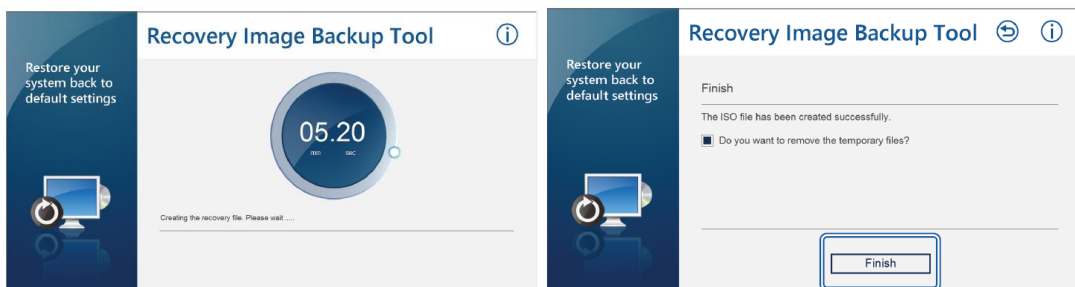 Recovery Image Backup Tool
Restore your
system back to
default settings
05.20
min sec
Creating the recovery file. Please wait .....
Recovery Image Backup Tool
Restore your
system back to
default settings
Finish
The ISO file has been created successfully.
Do you want to remove the temporary files?
Finish